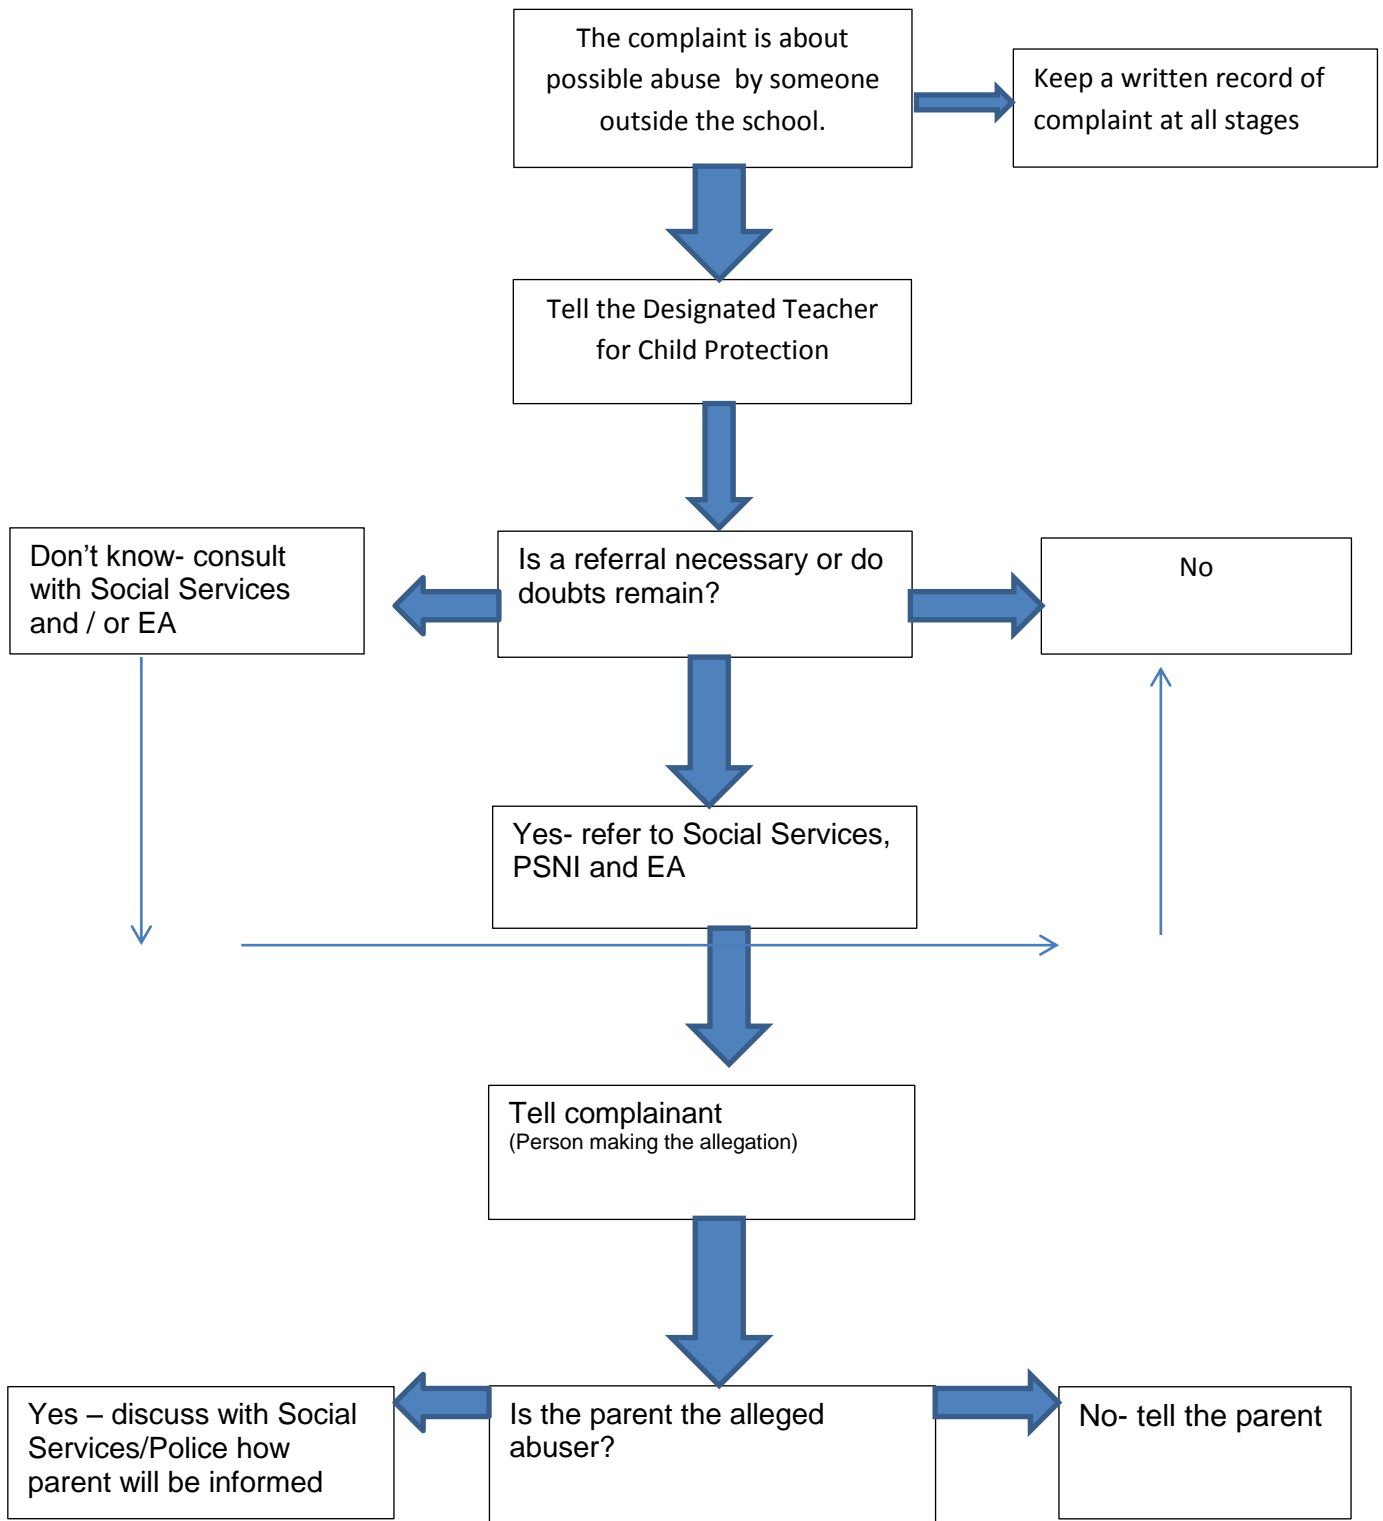 The complaint is about
possible abuse  by someone
outside the school.
Keep a written record of
complaint at all stages
Tell the Designated Teacher
for Child Protection
Don’t know- consult
with Social Services
and / or EA
Is a referral necessary or do
doubts remain?
No
Yes- refer to Social Services,
PSNI and EA
Tell complainant
(Person making the allegation)
Yes – discuss with Social
Services/Police how
parent will be informed
Is the parent the alleged
abuser?
No- tell the parent